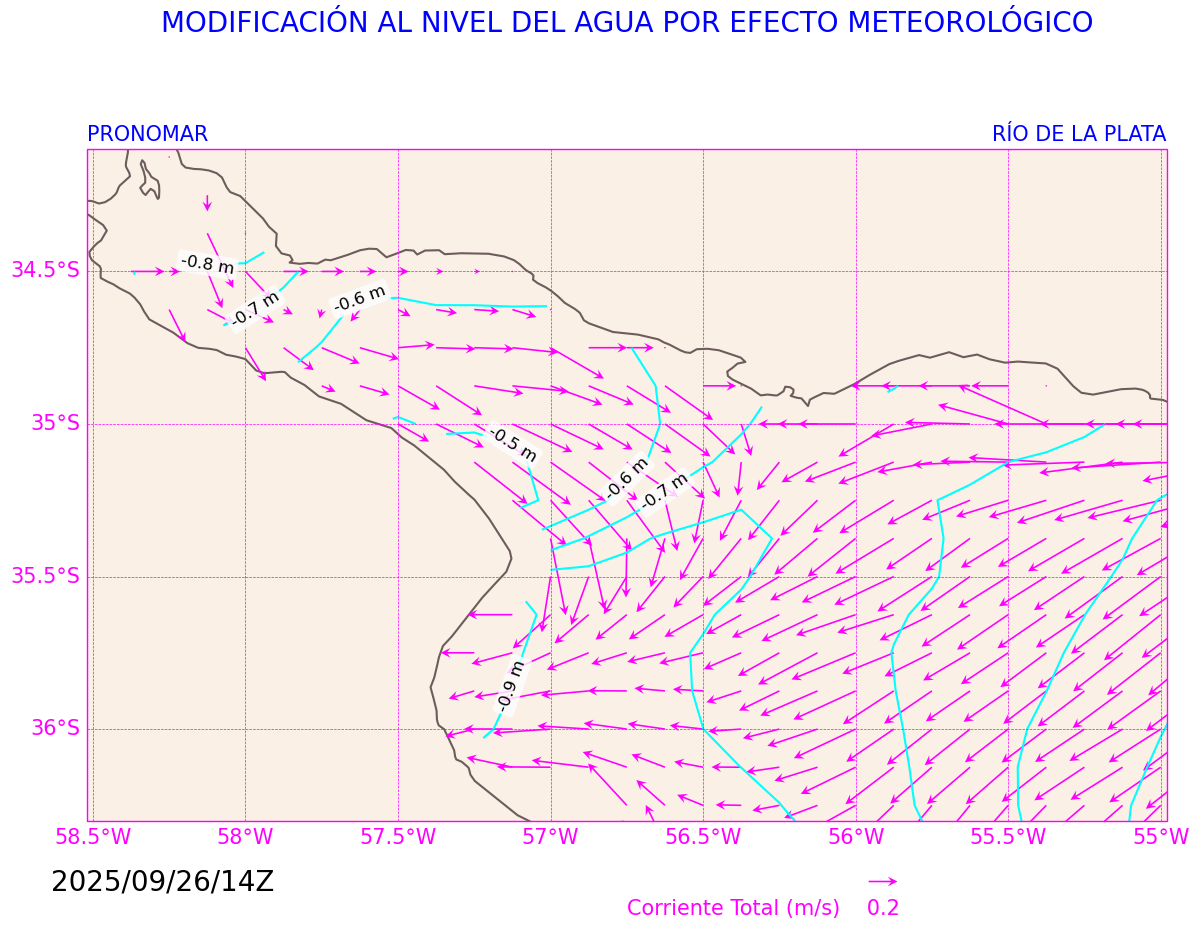 MODIFICACIÓN AL NIVEL DEL AGUA POR EFECTO METEOROLÓGICO
PRONOMAR
RÍO DE LA PLATA
-0.8 m
34.5°S
-0.7 m
-0.6 m
35°S
-0.5 m
-0.6 m
-0.7 m
35.5°S
-0.9 m
36°S
58.5°W 58°W 57.5°W 57°W 56.5°W 56°W 55.5°W 55°W
2025/09/26/14Z
Corriente Total (m/s) 0.2